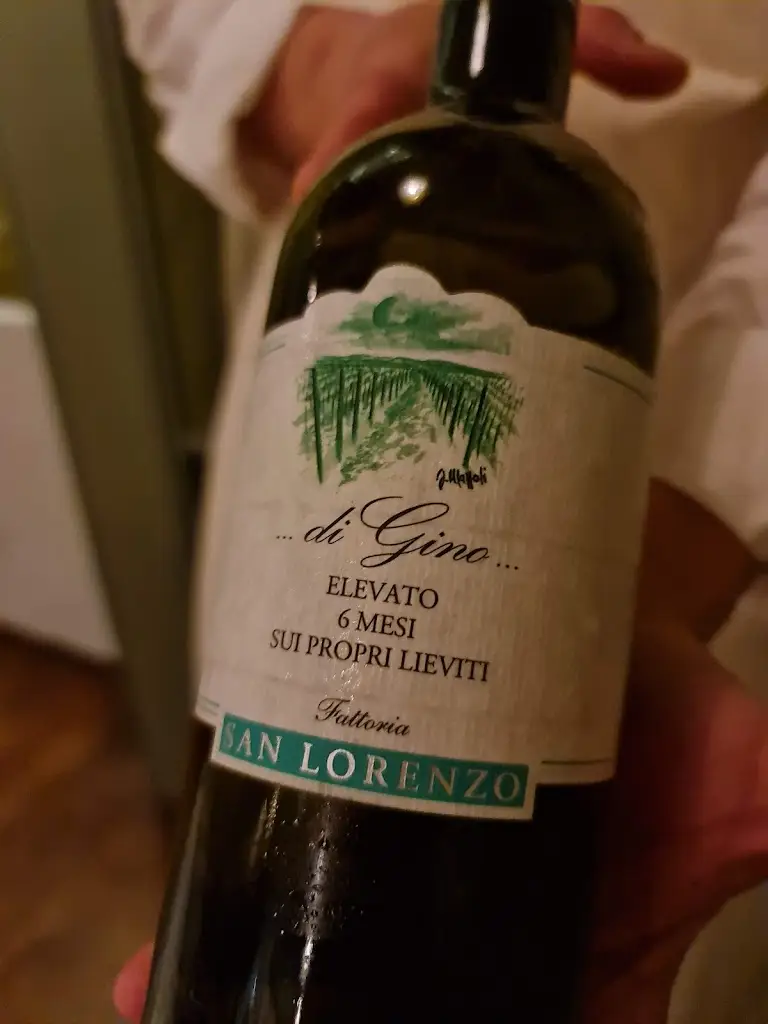 ... di Gino ...
ELEVATO
6 MESI
SUI PROPRI LIEVITI
Fattoria
SAN LORENZO